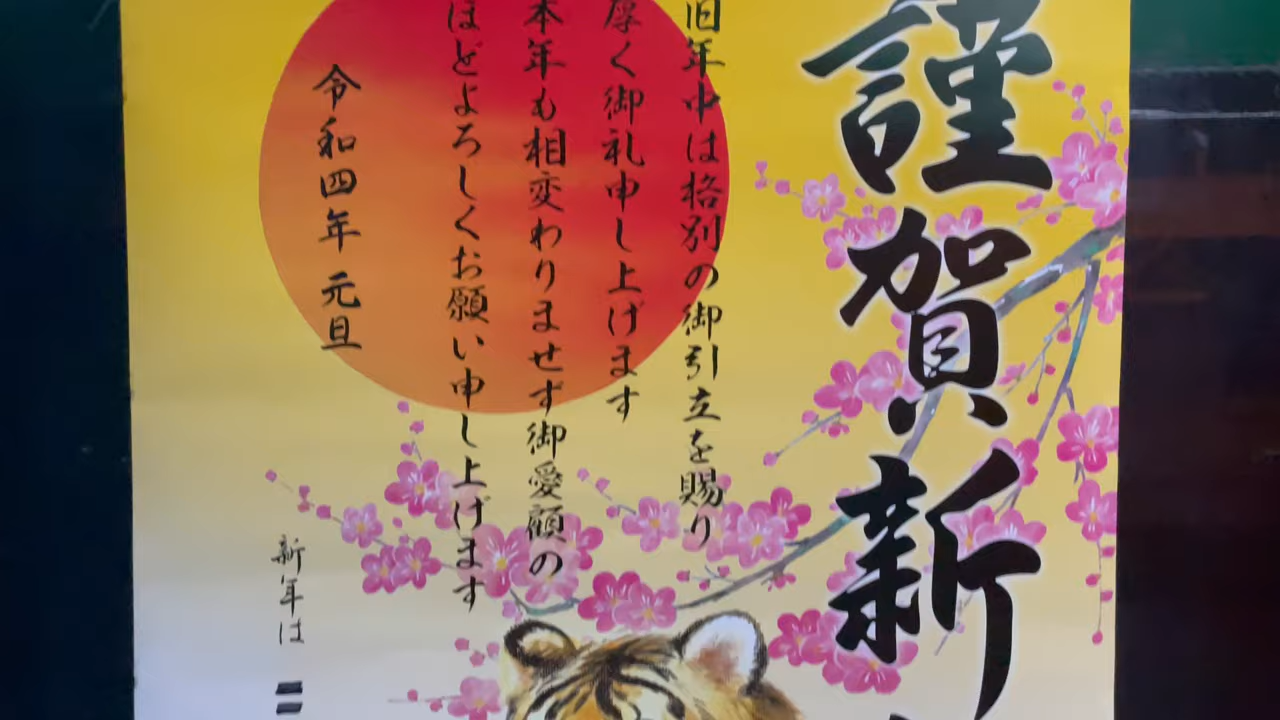 謹賀新
旧年中は格別の御引立を賜り
厚く御礼申し上げます
本年も相変わりませず御愛顧の
ほどよろしくお願い申し上げます
令和四年 元旦
新年は